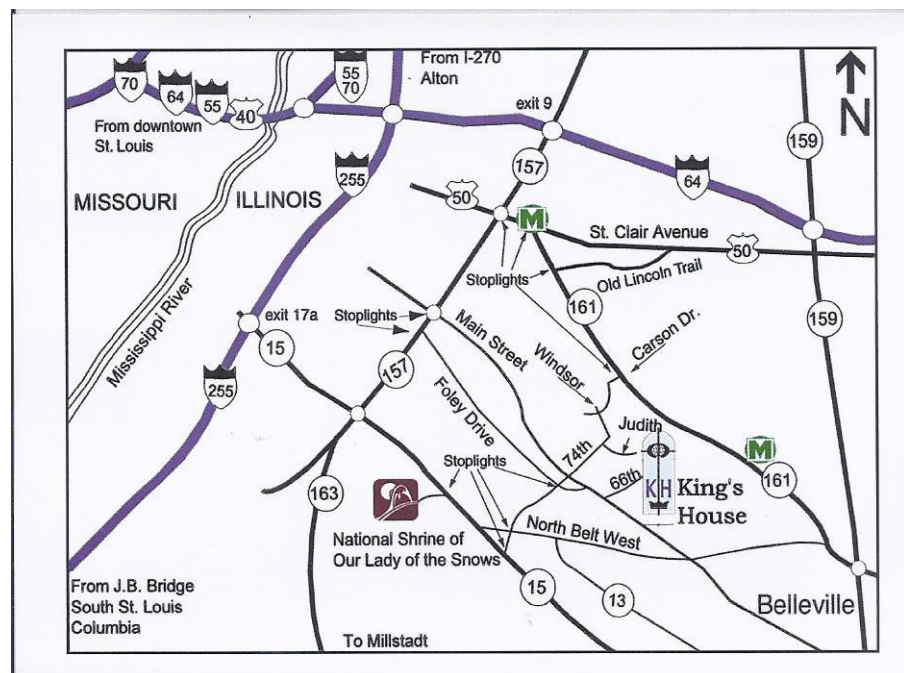 From I-270
Alton
55
70
70
64
55
40
exit 9
N
From downtown
St. Louis
159
157
255
64
MISSOURI
ILLINOIS
50
M
St. Clair Avenue
50
Stoplights
Old Lincoln Trail
161
Mississippi River
exit 17a
Stoplights
Main Street
Carson Dr.
159
15
Windsor
157
255
Foley Drive
Judith
74th
Stoplights
66th
K H
King's
House
M
161
163
National Shrine of
Our Lady of the Snows
North Belt West
From J.B. Bridge
South St. Louis
Columbia
15
13
Belleville
To Millstadt